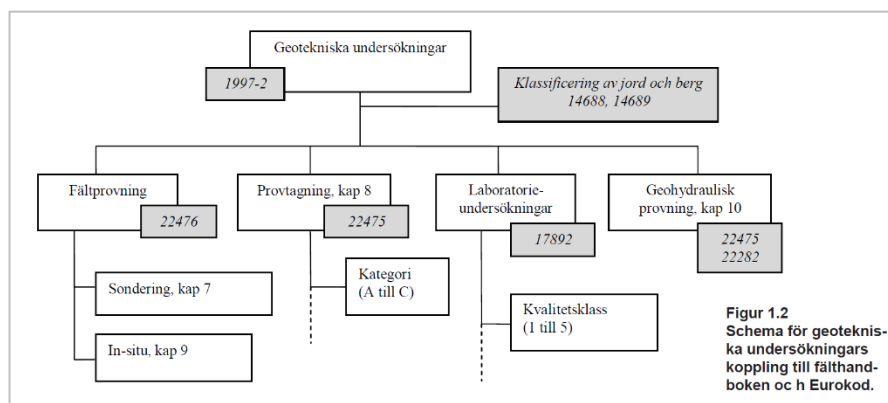 Geotekniska undersökningar
1997-2
Klassificering av jord och berg
14688, 14689
Fältprovning
22476
Provtagning, kap 8
22475
Laboratorie-
undersökningar
17892
Geohydraulisk
provning, kap 10
22475
22282
Sondering, kap 7
In-situ, kap 9
Kategori
(A till C)
Kvalitetsklass
(1 till 5)
Figur 1.2
Schema för geoteknis-
ka undersökningars
koppling till fälthand-
boken oc h Eurokod.